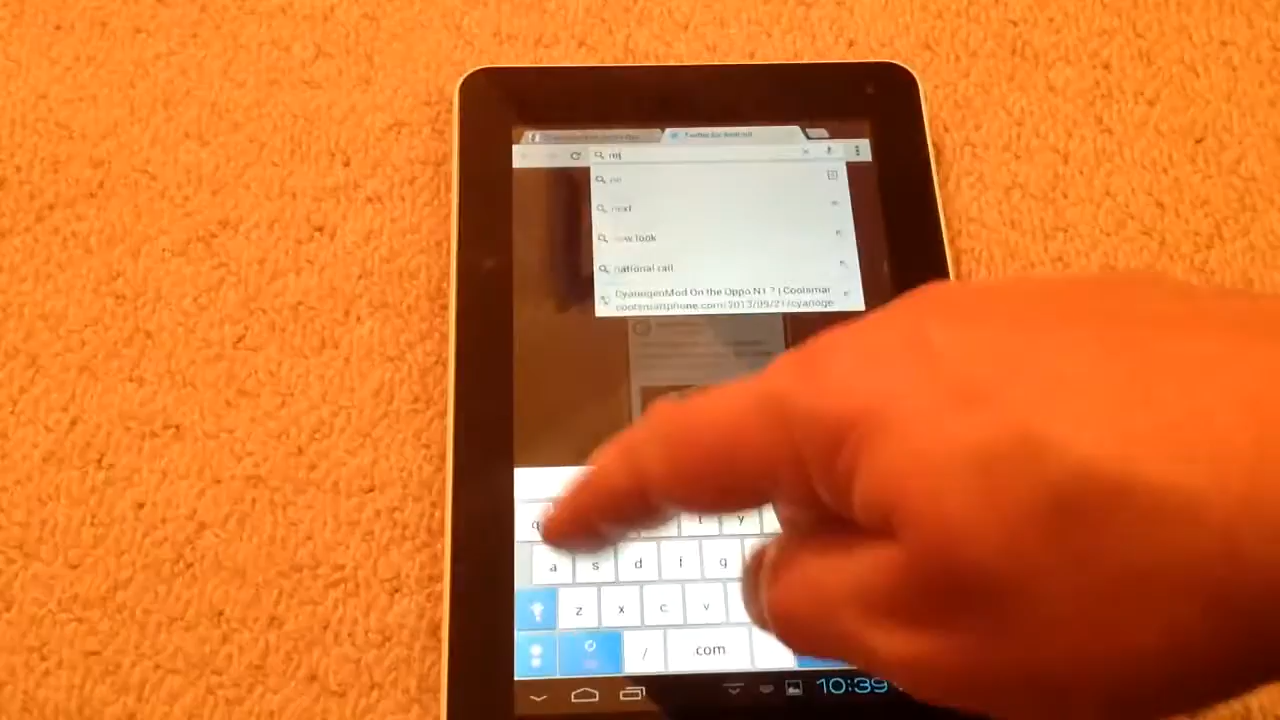 Twitter for Android
next
new look
national rail
CyanogenMod On the Oppo N1 ? | Coolsmar
coolsmartphone.com/2013/09/21/cyanoge
q t y
a s d f g
z x c v
/ .com
10:39